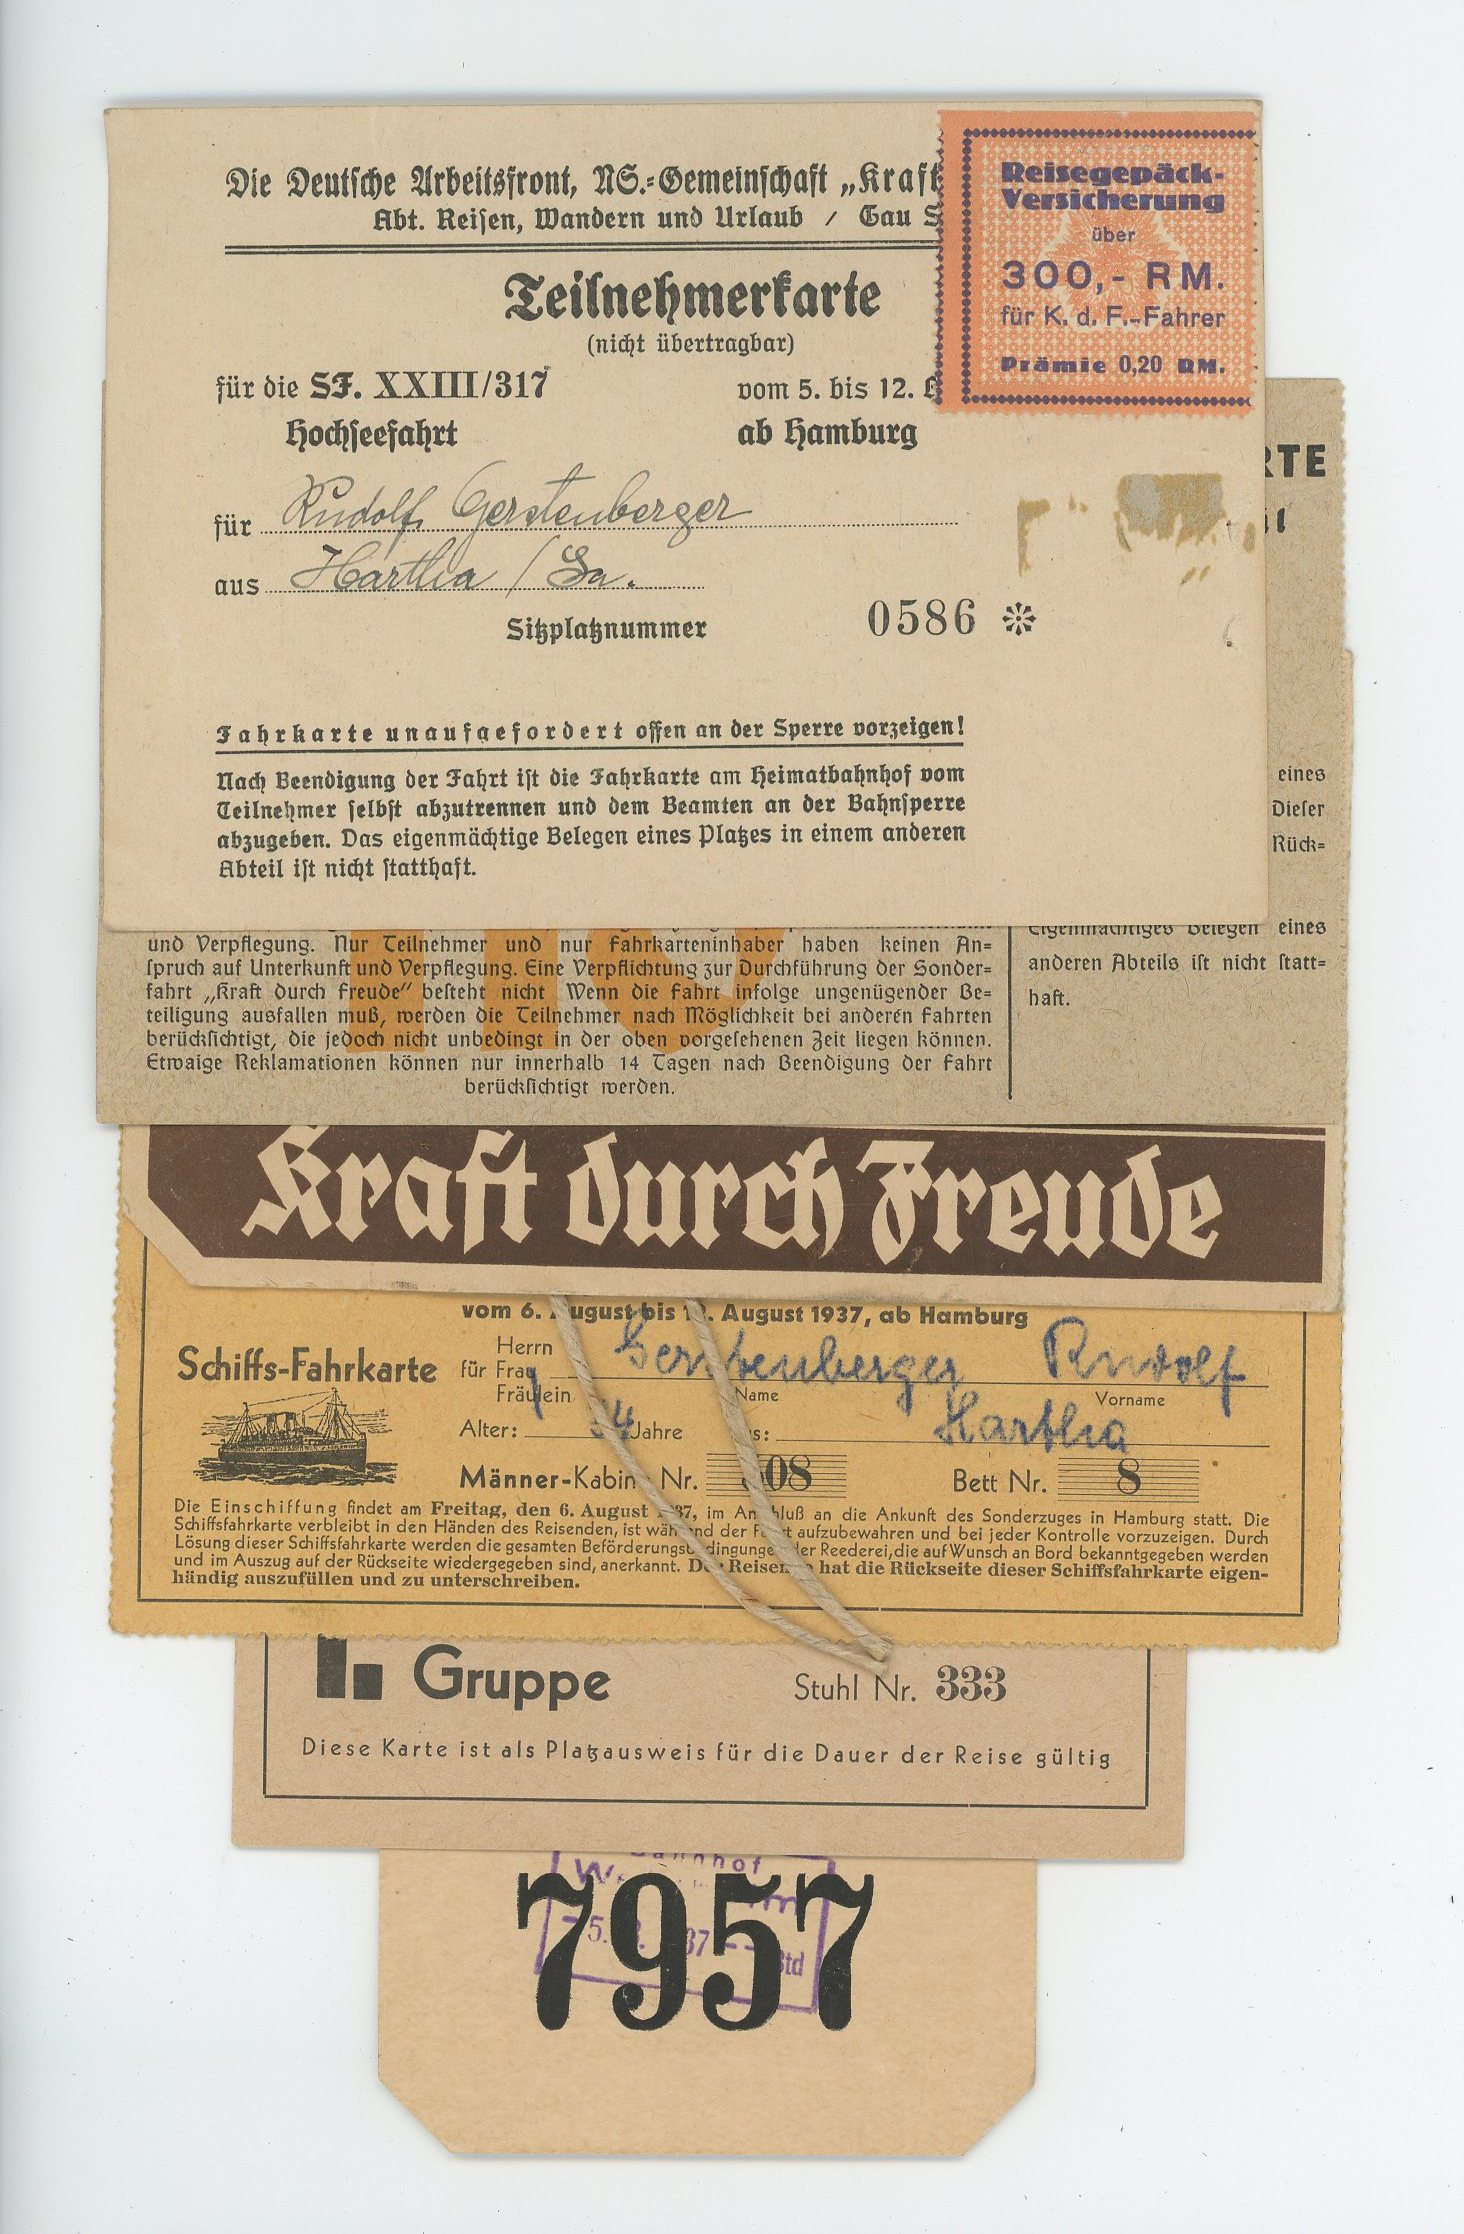 Die Deutsche Arbeitsfront, NS.-Gemeinschaft „Kraft
Abt. Reisen, Wandern und Urlaub / Gau S
Reisegepäck-
Versicherung
über
300,- RM.
für K. d. F.-Fahrer
Prämie 0,20 RM.
Teilnehmerkarte
(nicht übertragbar)
für die SF. XXIII/317
vom 5. bis 12.
Hochseefahrt
ab Hamburg
RTE
für Rudolf Gerstenberger
aus Hartha / Sa.
Sitzplatznummer
0586
Fahrkarte unaufgefordert offen an der Sperre vorzeigen!
Nach Beendigung der Fahrt ist die Fahrkarte am Heimatbahnhof vom
Teilnehmer selbst abzutrennen und dem Beamten an der Bahnsperre
abzugeben. Das eigenmächtige Belegen eines Platzes in einem anderen
Abteil ist nicht statthaft.
eines
Dieser
Rück-
und Verpflegung. Nur Teilnehmer und nur Fahrkarteninhaber haben keinen An-
spruch auf Unterkunft und Verpflegung. Eine Verpflichtung zur Durchführung der Sonder-
fahrt „Kraft durch Freude“ besteht nicht Wenn die Fahrt infolge ungenügender Be-
teiligung ausfallen muß, werden die Teilnehmer nach Möglichkeit bei anderen Fahrten
berücksichtigt, die jedoch nicht unbedingt in der oben vorgesehenen Zeit liegen können.
Etwaige Reklamationen können nur innerhalb 14 Tagen nach Beendigung der Fahrt
berücksichtigt werden.
eigenmächtiges Belegen eines
anderen Abteils ist nicht statt-
haft.
Kraft durch Freude
vom 6. August bis 12. August 1937, ab Hamburg
Schiffs-Fahrkarte
Herrn
für Frau
Fräulein
Gerstenberger Rudolf
Name
Vorname
Alter: 34 Jahre
Hartha
Männer-Kabine Nr. 308
Bett Nr. 8
Die Einschiffung findet am Freitag, den 6. August 1937, im Anschluß an die Ankunft des Sonderzuges in Hamburg statt. Die
Schiffsfahrkarte verbleibt in den Händen des Reisenden, ist während der Fahrt aufzubewahren und bei jeder Kontrolle vorzuzeigen. Durch
Lösung dieser Schiffsfahrkarte werden die gesamten Beförderungsbedingungen der Reederei, die auf Wunsch an Bord bekanntgegeben werden
und im Auszug auf der Rückseite wiedergegeben sind, anerkannt. Der Reisende hat die Rückseite dieser Schiffsfahrkarte eigen-
händig auszufüllen und zu unterschreiben.
Gruppe
Stuhl Nr. 333
Diese Karte ist als Platzausweis für die Dauer der Reise gültig
Bahnhof
7957